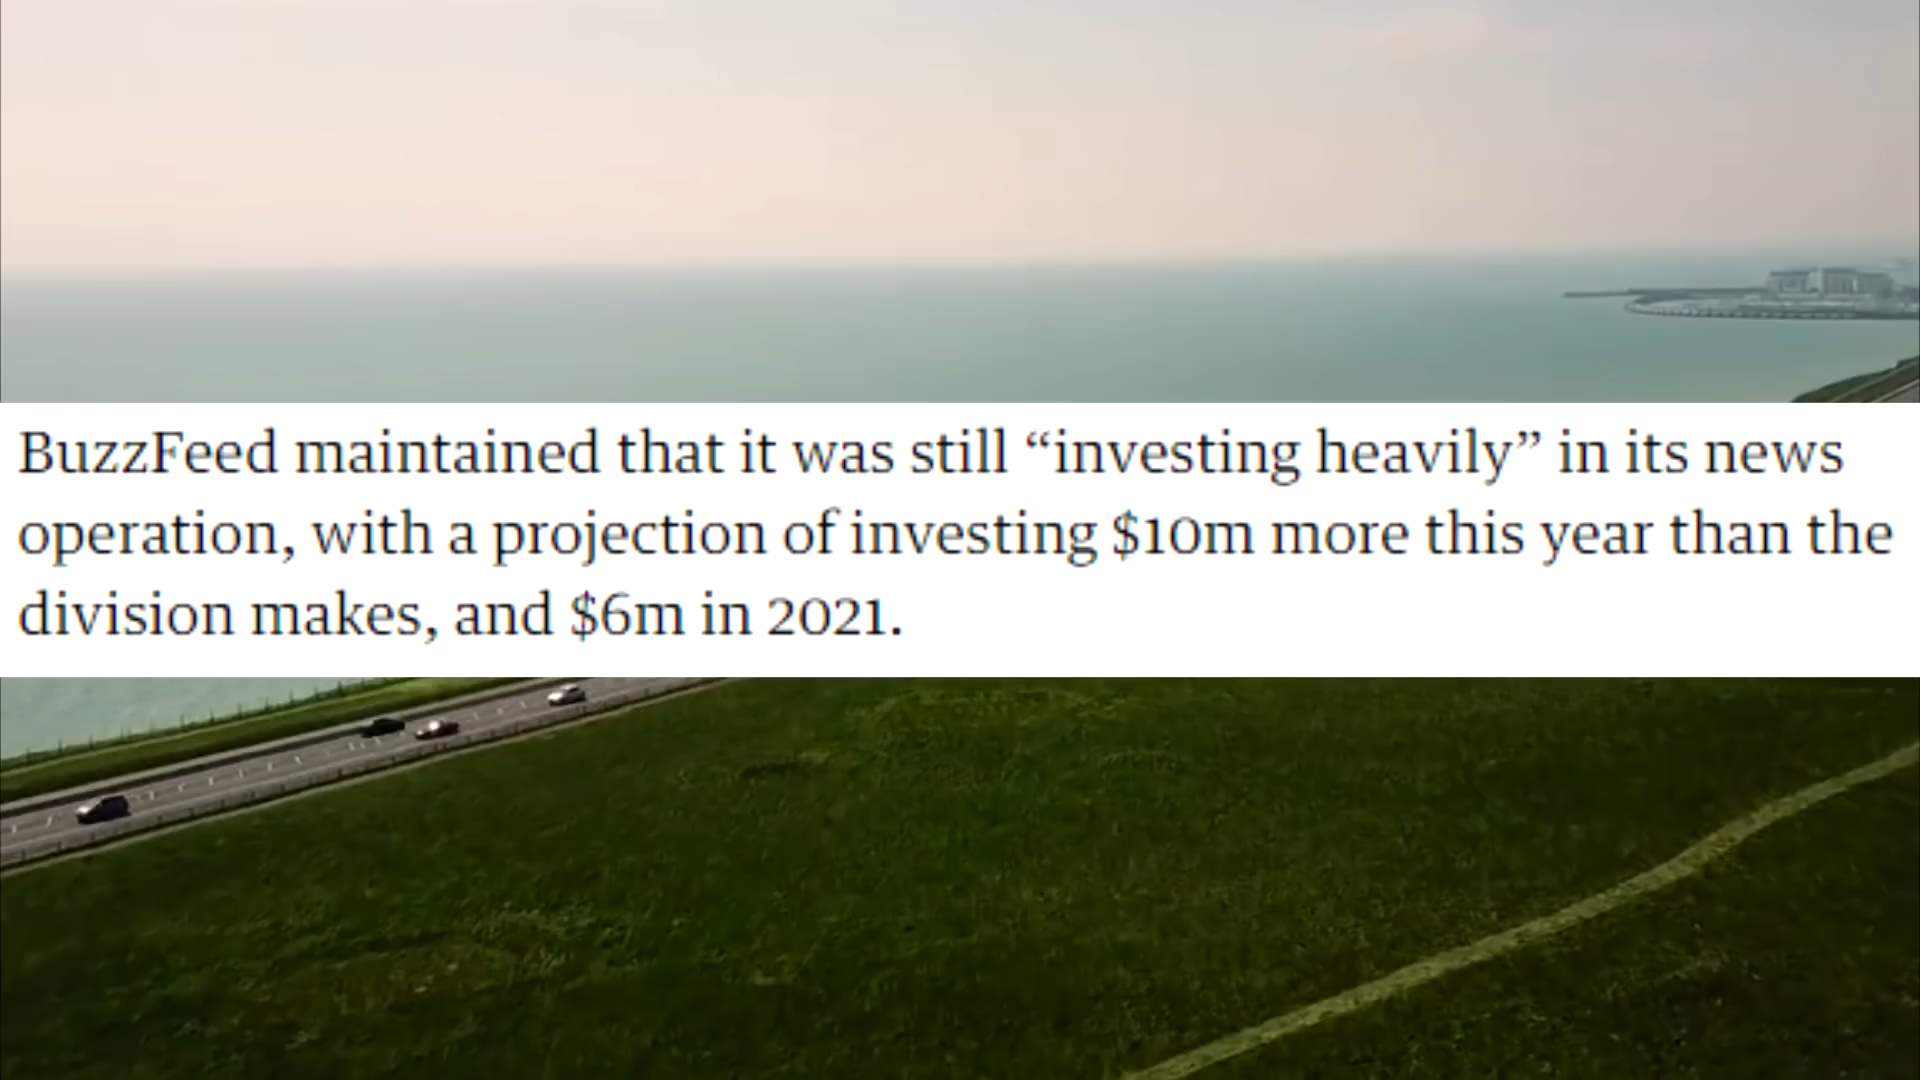 BuzzFeed maintained that it was still “investing heavily” in its news
operation, with a projection of investing $10m more this year than the
division makes, and $6m in 2021.